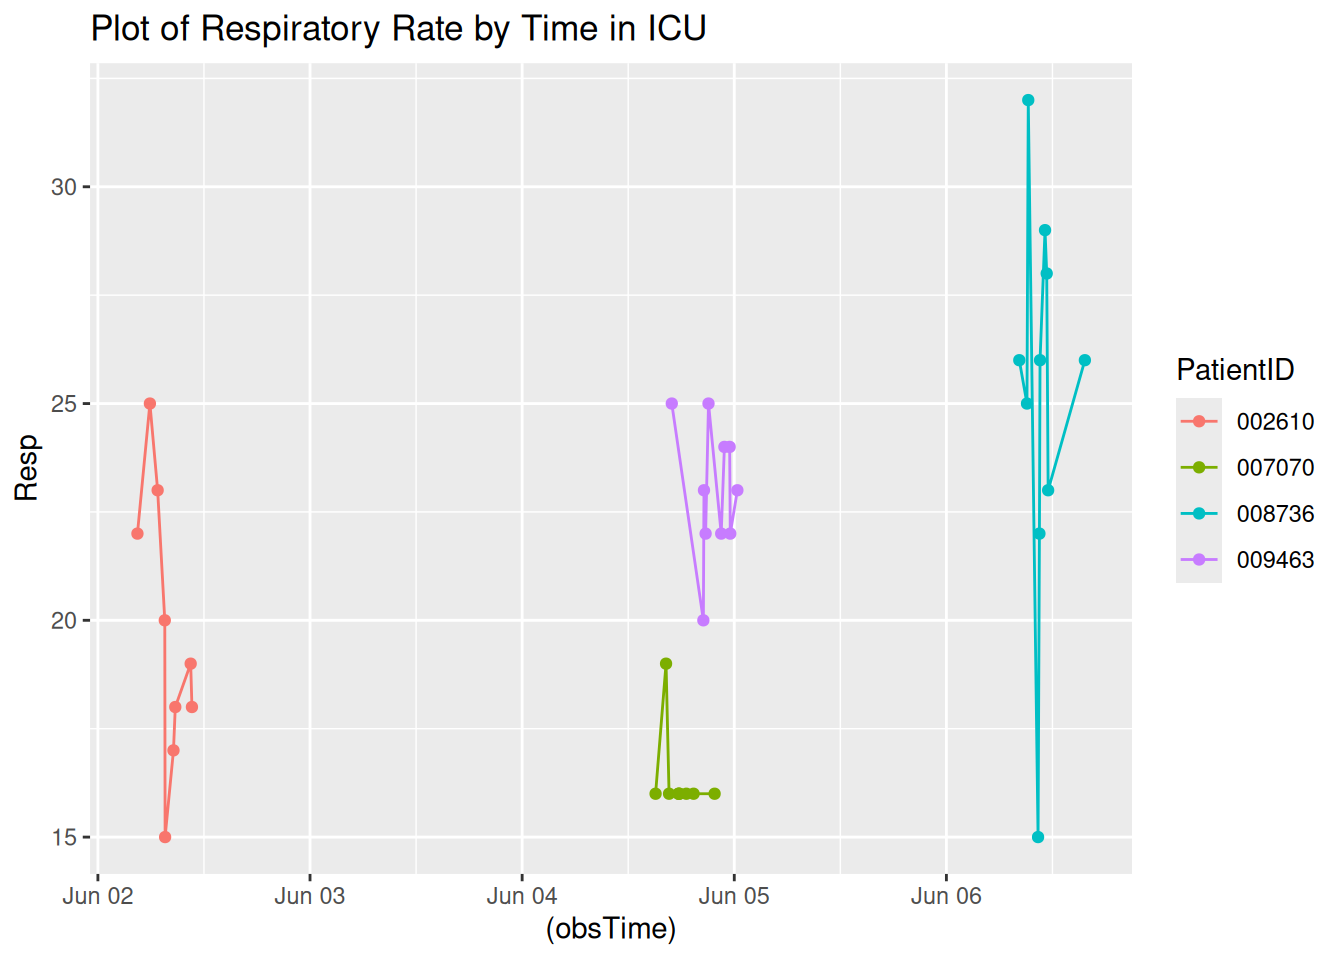 Plot of Respiratory Rate by Time in ICU
Resp
30
25
20
15
Jun 02 Jun 03 Jun 04 Jun 05 Jun 06
(obsTime)
PatientID
002610
007070
008736
009463